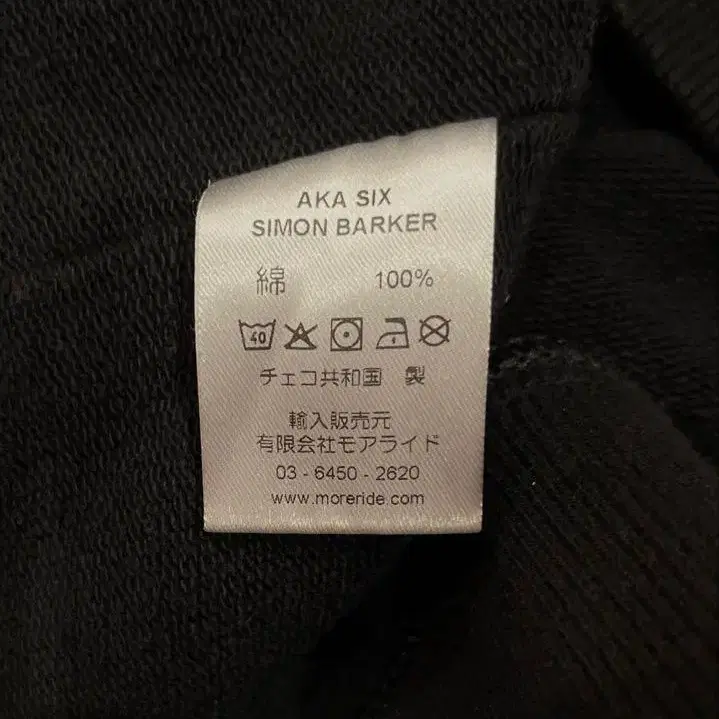 AKA SIX
SIMON BARKER
綿 100%
40
チェコ共和国 製
輸入販売元
有限会社モアライド
03 - 6450 - 2620
www.moreride.com